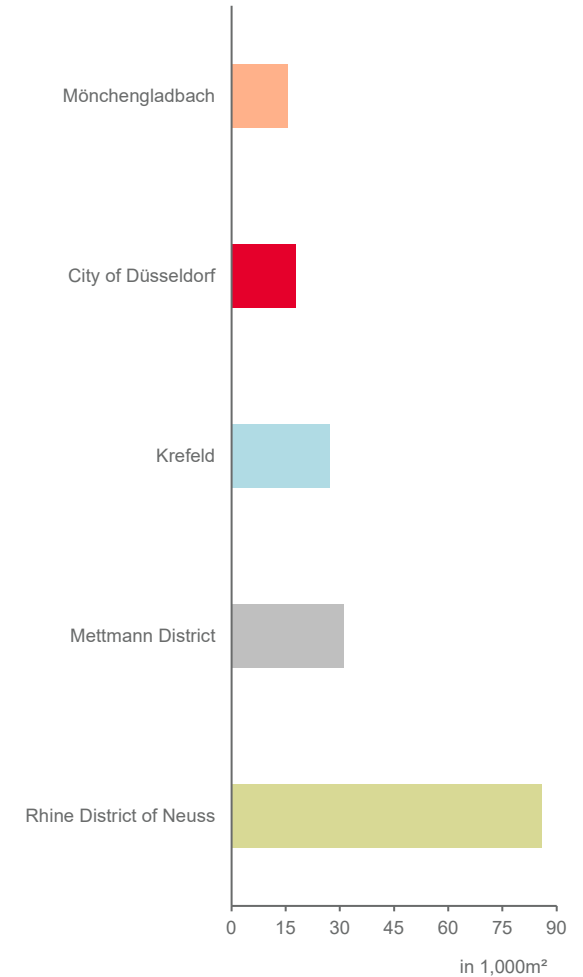 Mönchengladbach
City of Düsseldorf
Krefeld
Mettmann District
Rhine District of Neuss
0 15 30 45 60 75 90
in 1,000m²